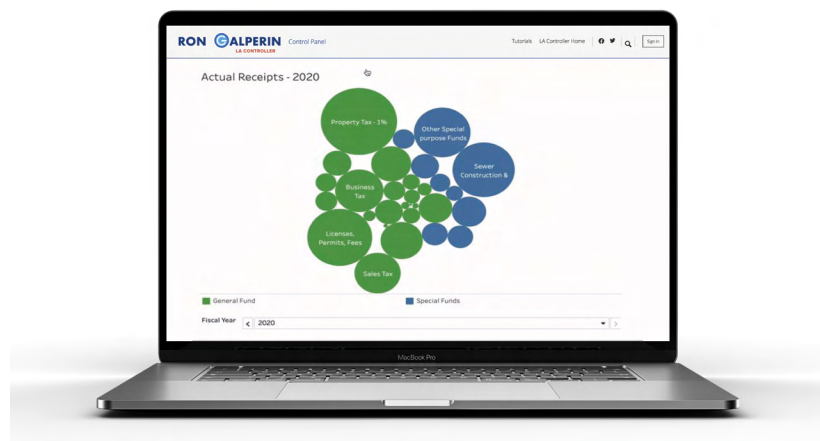 RON GALPERIN Control Panel
LA CONTROLLER
Tutorials LA Controller Home Sign in
Actual Receipts - 2020
Property Tax - 1%
Other Special
purpose Funds
Sewer
Construction &
Business
Tax
Licenses,
Permits, Fees
Sales Tax
General Fund
Special Funds
Fiscal Year
2020
MacBook Pro